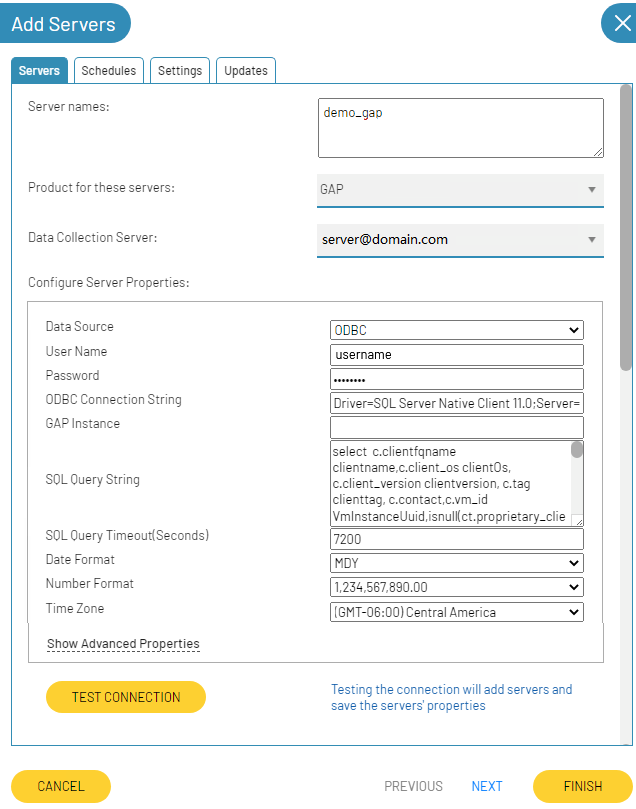 Add Servers
Servers
Schedules
Settings
Updates
Server names:
demo_gap
Product for these servers:
GAP
Data Collection Server:
server@domain.com
Configure Server Properties:
Data Source
ODBC
User Name
username
Password
••••••••
ODBC Connection String
Driver=SQL Server Native Client 11.0;Server=
GAP Instance
SQL Query String
select c.clientfqname
clientname,c.client_os clientOs,
c.client_version clientversion, c.tag
clienttag, c.contact,c.vm_id
VmInstanceUuid,isnull(ct.proprietary_clie
SQL Query Timeout(Seconds)
7200
Date Format
MDY
Number Format
1,234,567,890.00
Time Zone
(GMT-06:00) Central America
Show Advanced Properties
TEST CONNECTION
Testing the connection will add servers and
save the servers' properties
CANCEL
PREVIOUS
NEXT
FINISH